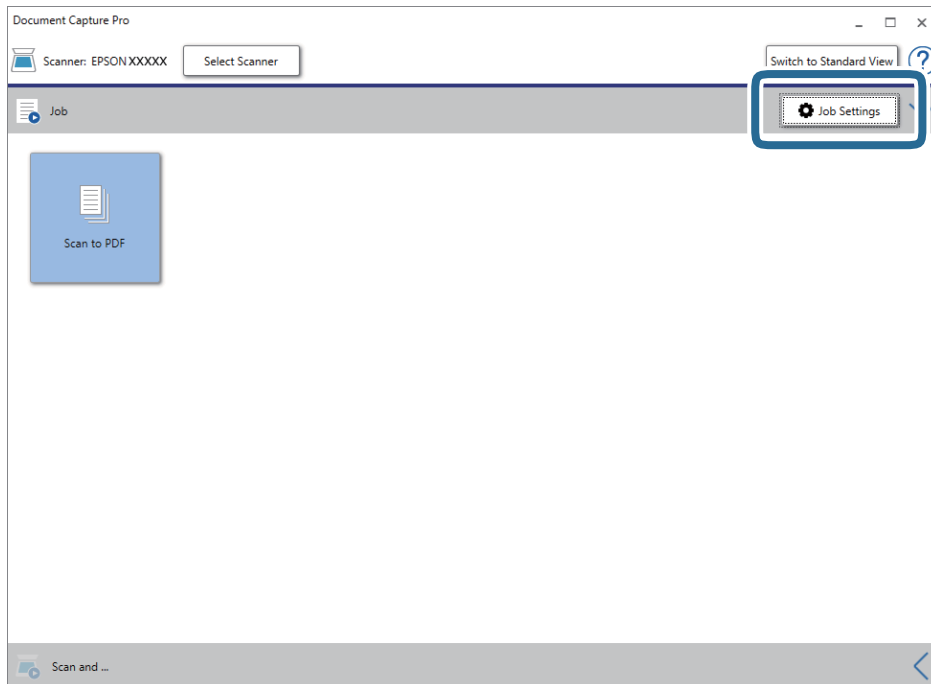 Document Capture Pro
Scanner: EPSON XXXXX Select Scanner Switch to Standard View ?
Job Job Settings
Scan to PDF
Scan and ...